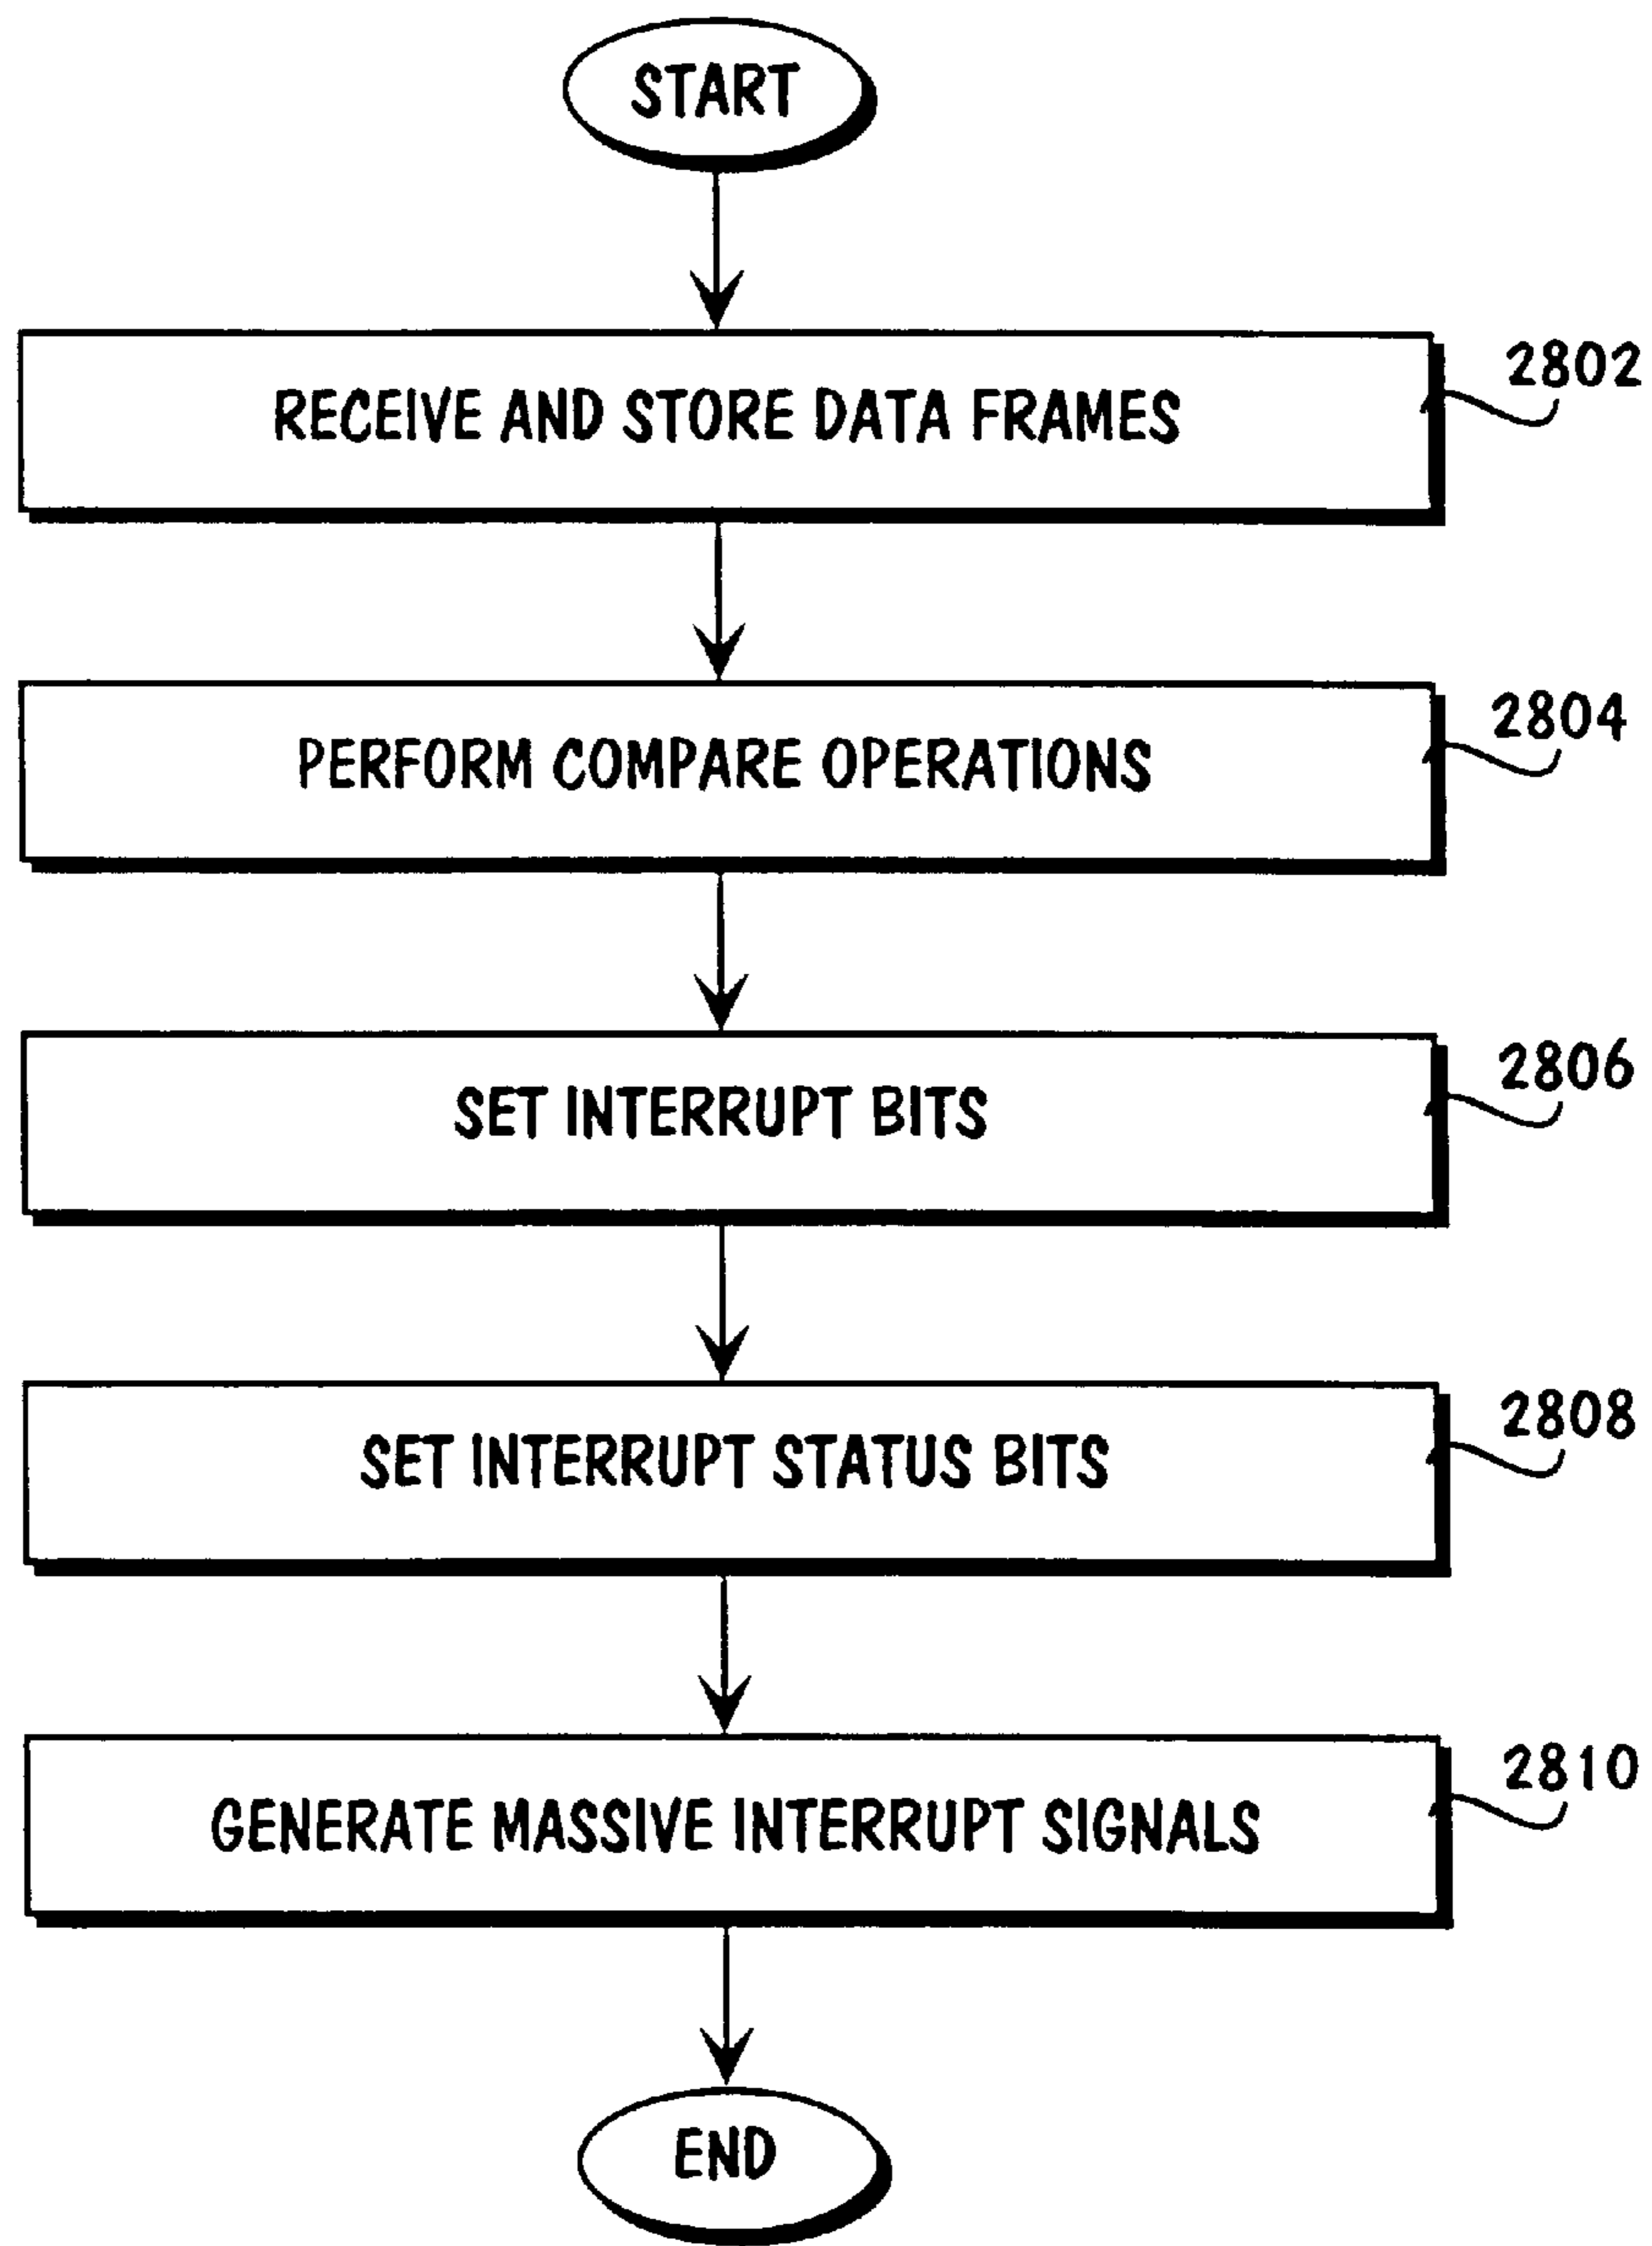 START
RECEIVE AND STORE DATA FRAMES
2802
PERFORM COMPARE OPERATIONS
2804
SET INTERRUPT BITS
2806
SET INTERRUPT STATUS BITS
2808
GENERATE MASSIVE INTERRUPT SIGNALS
2810
END